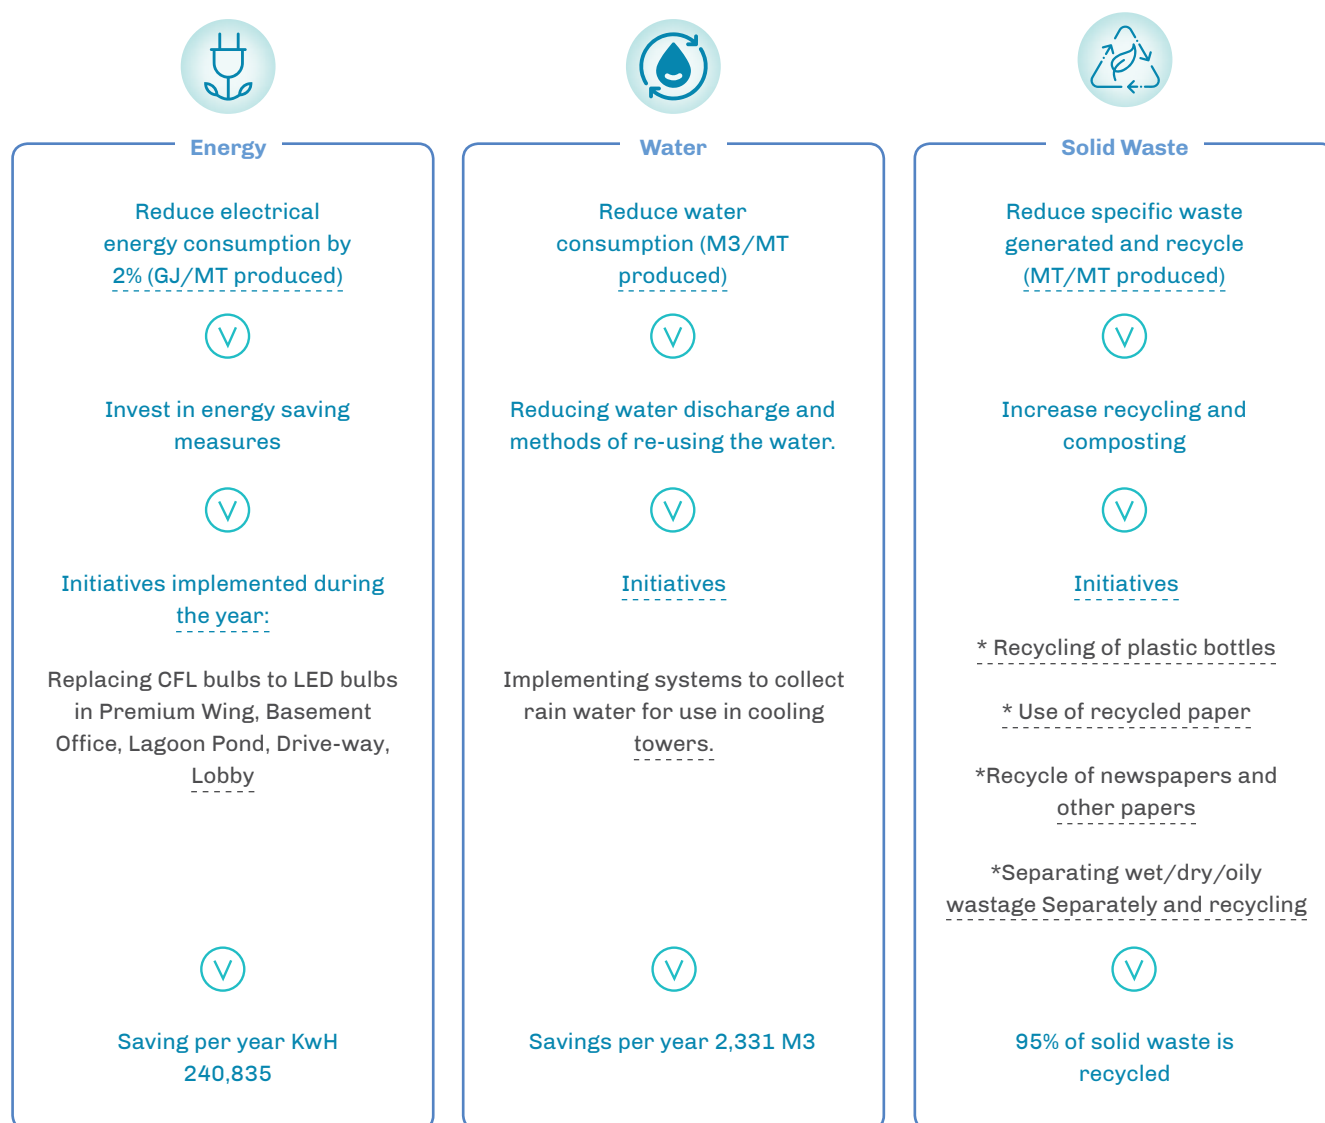 Energy
Reduce electrical
energy consumption by
2% (GJ/MT produced)
Invest in energy saving
measures
Initiatives implemented during
the year:
Replacing CFL bulbs to LED bulbs
in Premium Wing, Basement
Office, Lagoon Pond, Drive-way,
Lobby
Saving per year KwH
240,835
Water
Reduce water
consumption (M3/MT
produced)
Reducing water discharge and
methods of re-using the water.
Initiatives
Implementing systems to collect
rain water for use in cooling
towers.
Savings per year 2,331 M3
Solid Waste
Reduce specific waste
generated and recycle
(MT/MT produced)
Increase recycling and
composting
Initiatives
* Recycling of plastic bottles
* Use of recycled paper
*Recycle of newspapers and
other papers
*Separating wet/dry/oily
wastage Separately and recycling
95% of solid waste is
recycled